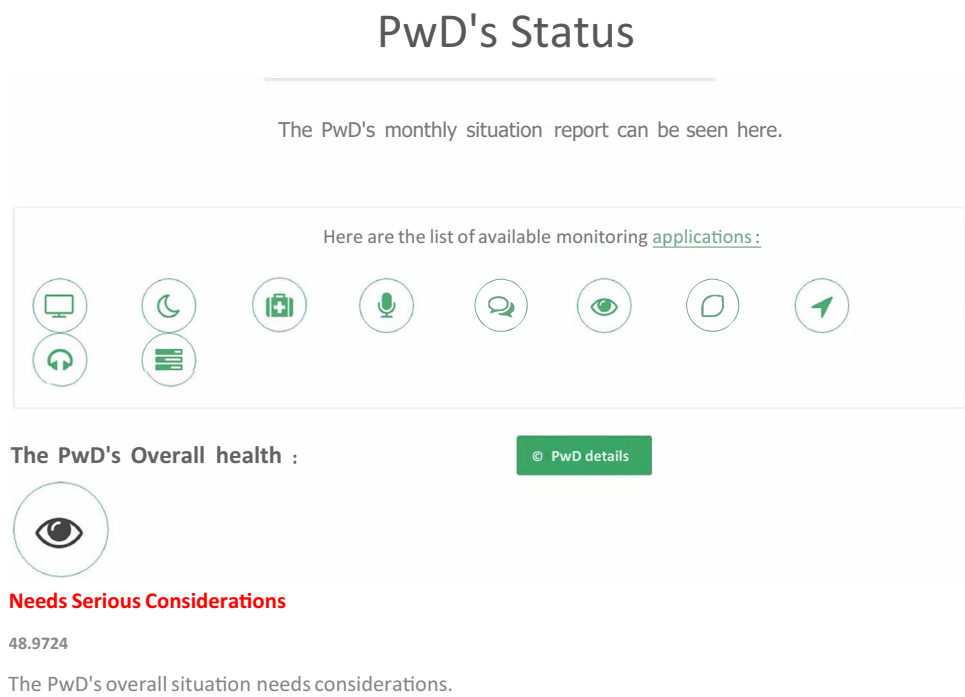 PwD's Status
The PwD's monthly situation report can be seen here.
Here are the list of available monitoring applications :
The PwD's Overall health :
© PwD details
Needs Serious Considerations
48.9724
The PwD's overall situation needs considerations.